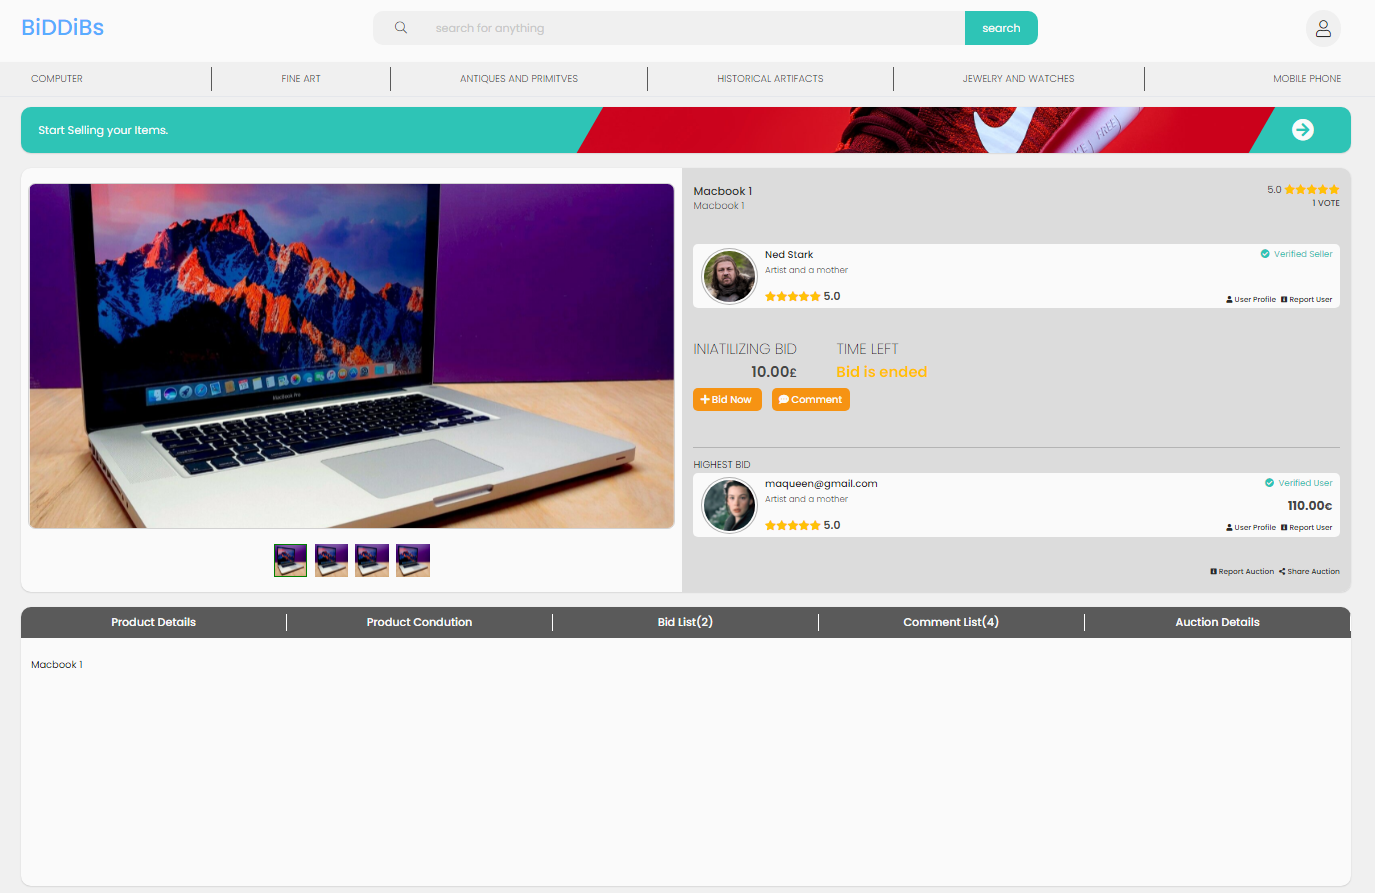 BiDDiBs
search for anything
search
COMPUTER
FINE ART
ANTIQUES AND PRIMITVES
HISTORICAL ARTIFACTS
JEWELRY AND WATCHES
MOBILE PHONE
Start Selling your Items.
FREE)
Macbook 1
Macbook 1
5.0
1 VOTE
Ned Stark
Artist and a mother
5.0
Verified Seller
User Profile Report User
INIATILIZING BID
10.00£
TIME LEFT
Bid is ended
Bid Now
Comment
HIGHEST BID
maqueen@gmail.com
Artist and a mother
5.0
Verified User
110.00€
User Profile Report User
Report Auction Share Auction
MacBook Pro
Product Details
Product Condution
Bid List(2)
Comment List(4)
Auction Details
Macbook 1